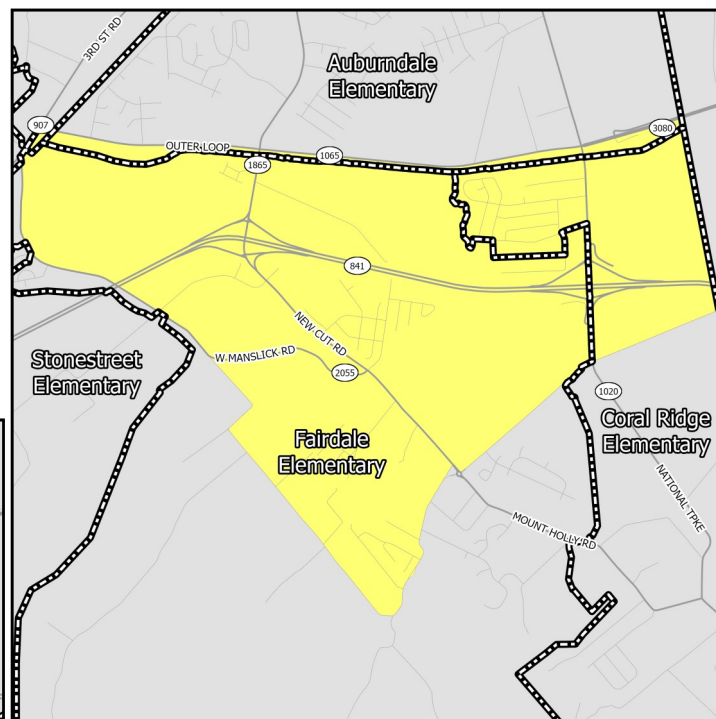 3RD ST RD
Auburndale
Elementary
907
3080
OUTER LOOP
1065
1865
841
NEW CUT RD
Stonestreet
Elementary
W MANSLICK RD
2055
1020
Coral Ridge
Elementary
Fairdale
Elementary
NATIONAL TPKE
MOUNT HOLLY RD